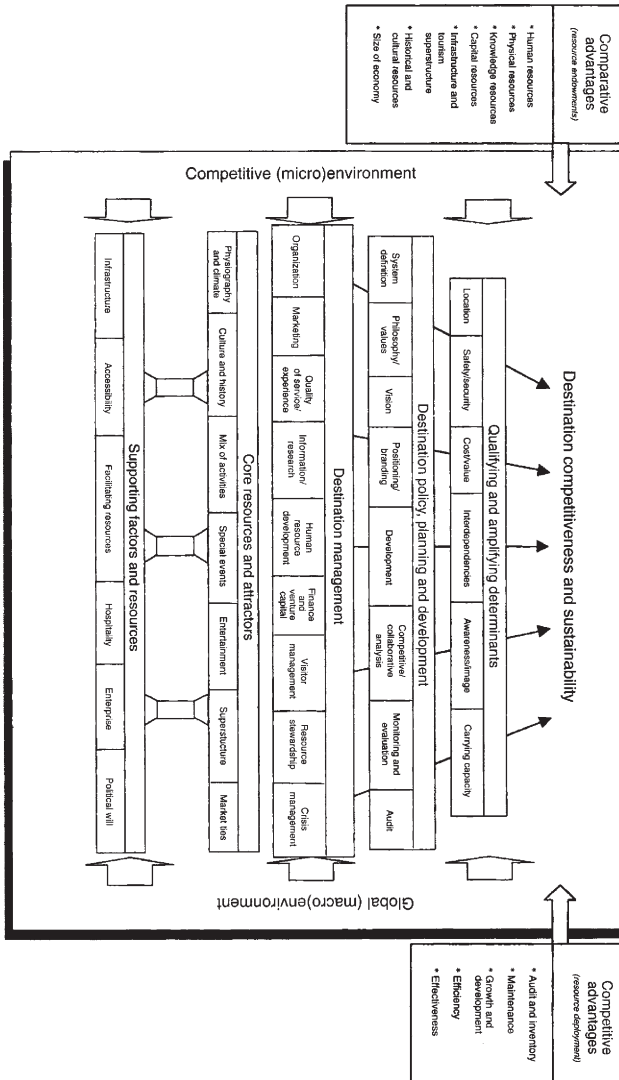 Comparative
advantages
(resource endowments)
* Human resources
* Physical resources
* Knowledge resources
* Capital resources
* Infrastructure and
tourism
superstructure
* Historical and
cultural resources
* Size of economy
Destination competitiveness and sustainability
Competitive
advantages
(resource deployment)
* Audit and inventory
* Maintenance
* Growth and
development
* Efficiency
* Effectiveness
Competitive (micro)environment
Global (macro)environment
Qualifying and amplifying determinants
Location
Safety/security
Cost/value
Interdependencies
Awareness/image
Carrying capacity
Destination policy, planning and development
System
definition
Philosophy/
values
Vision
Positioning/
branding
Development
Competitive/
collaborative
analysis
Monitoring and
evaluation
Audit
Destination management
Organization
Marketing
Quality
of service/
experience
Information/
research
Human
resource
development
Finance
and
venture
capital
Visitor
management
Resource
stewardship
Crisis
management
Core resources and attractors
Physiography
and climate
Culture and history
Mix of activities
Special events
Entertainment
Superstucture
Market ties
Supporting factors and resources
Infrastructure
Accessibility
Facilitating resources
Hospitality
Enterprise
Political will